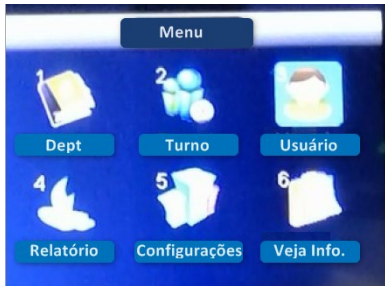 Menu
1
2
3
Dept
Turno
Usuário
4
5
6
Relatório
Configurações
Veja Info.